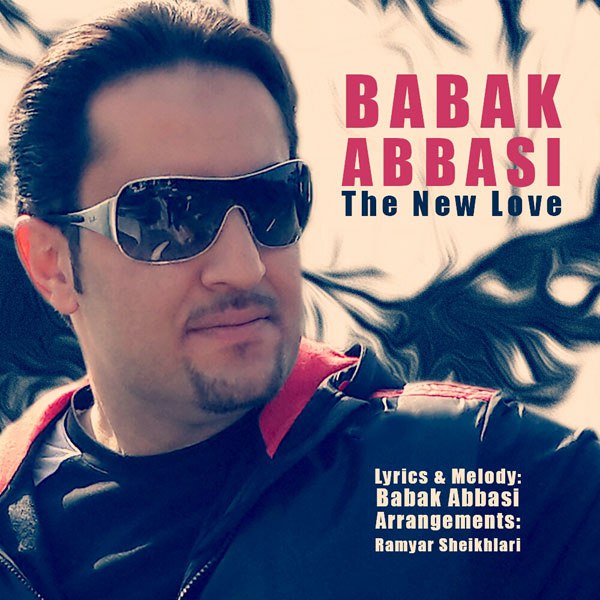 BABAK
ABBASI
The New Love
Lyrics & Melody:
Babak Abbasi
Arrangements:
Ramyar Sheikhlari